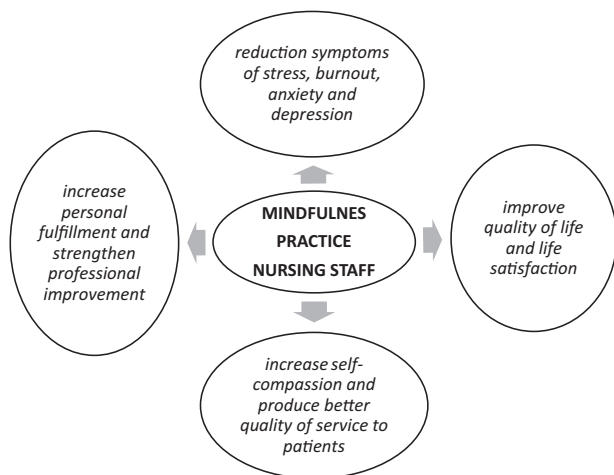 reduction symptoms
of stress, burnout,
anxiety and
depression
increase
personal
fulfillment and
strengthen
professional
improvement
MINDFULNES
PRACTICE
NURSING STAFF
improve
quality of life
and life
satisfaction
increase self-
compassion and
produce better
quality of service to
patients